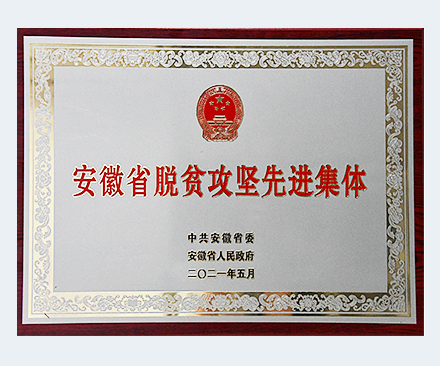 安徽省脱贫攻坚先进集体
中共安徽省委
安徽省人民政府
二〇二一年五月